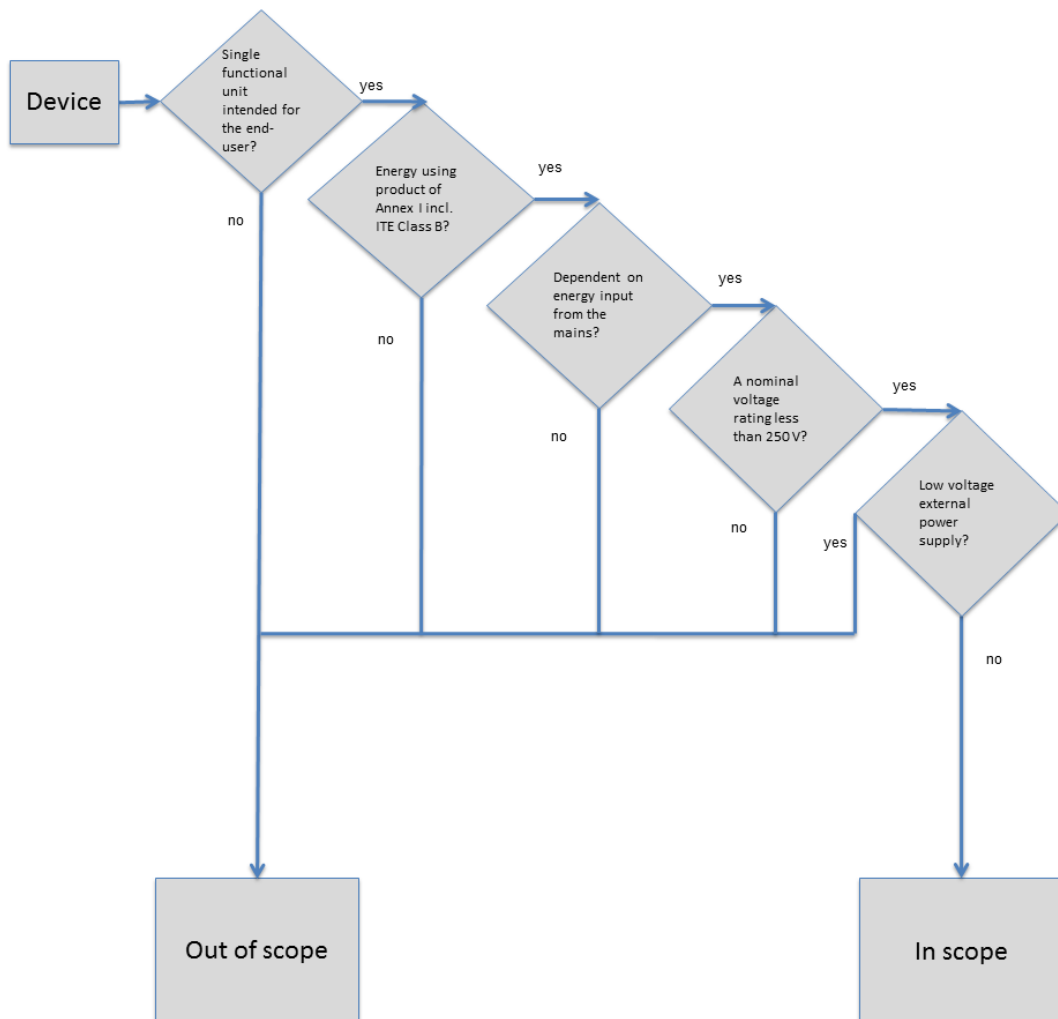 Device
Single
functional
unit
intended for
the end-
user?
yes
no
Energy using
product of
Annex I incl.
ITE Class B?
yes
no
Dependent on
energy input
from the
mains?
yes
no
A nominal
voltage
rating less
than 250 V?
yes
no
Low voltage
external
power
supply?
yes
no
Out of scope
In scope